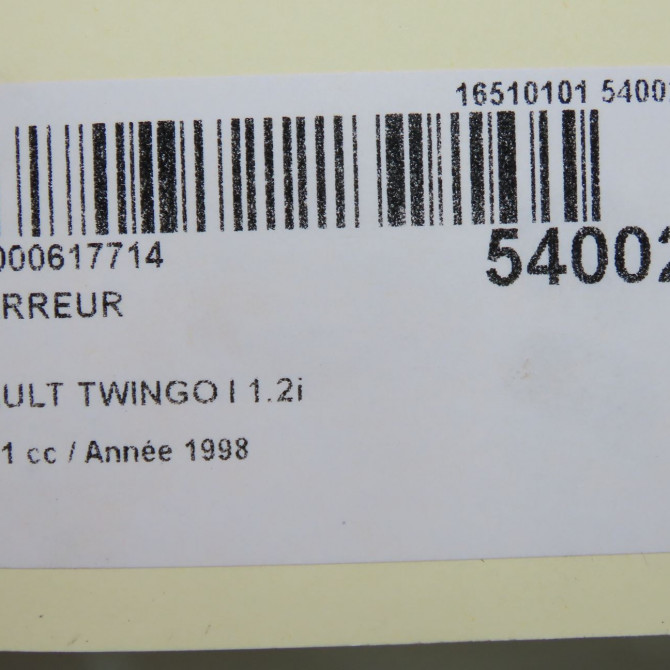 16510101 5400
000617714
54002
RREUR
ULT TWINGO I 1.2i
1 cc / Année 1998